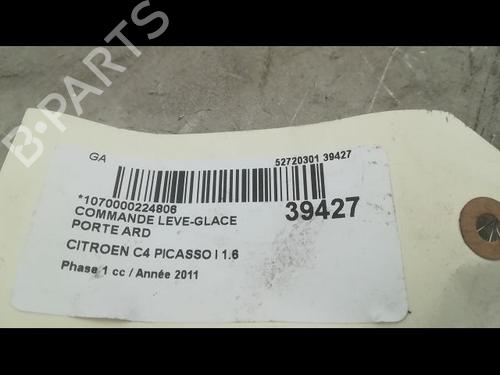 B-PARTS
GA
52720301 39427
*1070000224806
COMMANDE LEVE-GLACE
PORTE ARD
39427
CITROEN C4 PICASSO I 1.6
Phase 1 cc / Année 2011